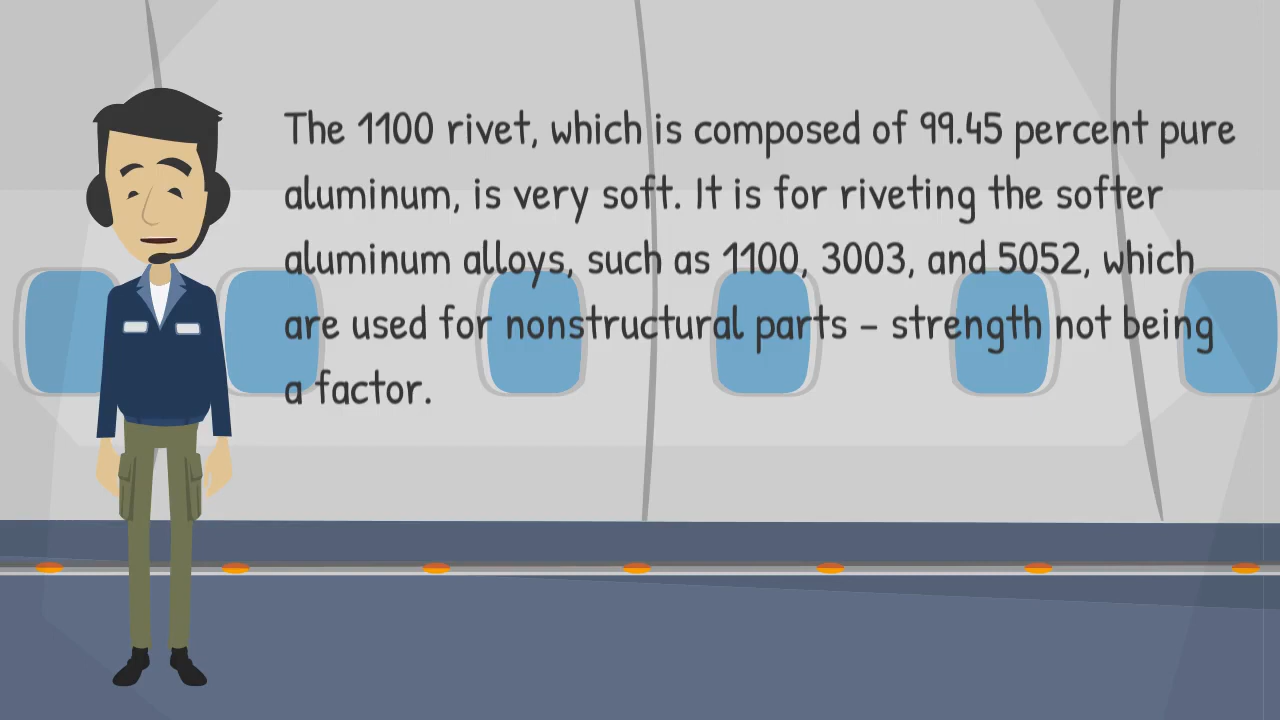 The 1100 rivet, which is composed of 99.45 percent pure
aluminum, is very soft. It is for riveting the softer
aluminum alloys, such as 1100, 3003, and 5052, which
are used for nonstructural parts – strength not being
a factor.